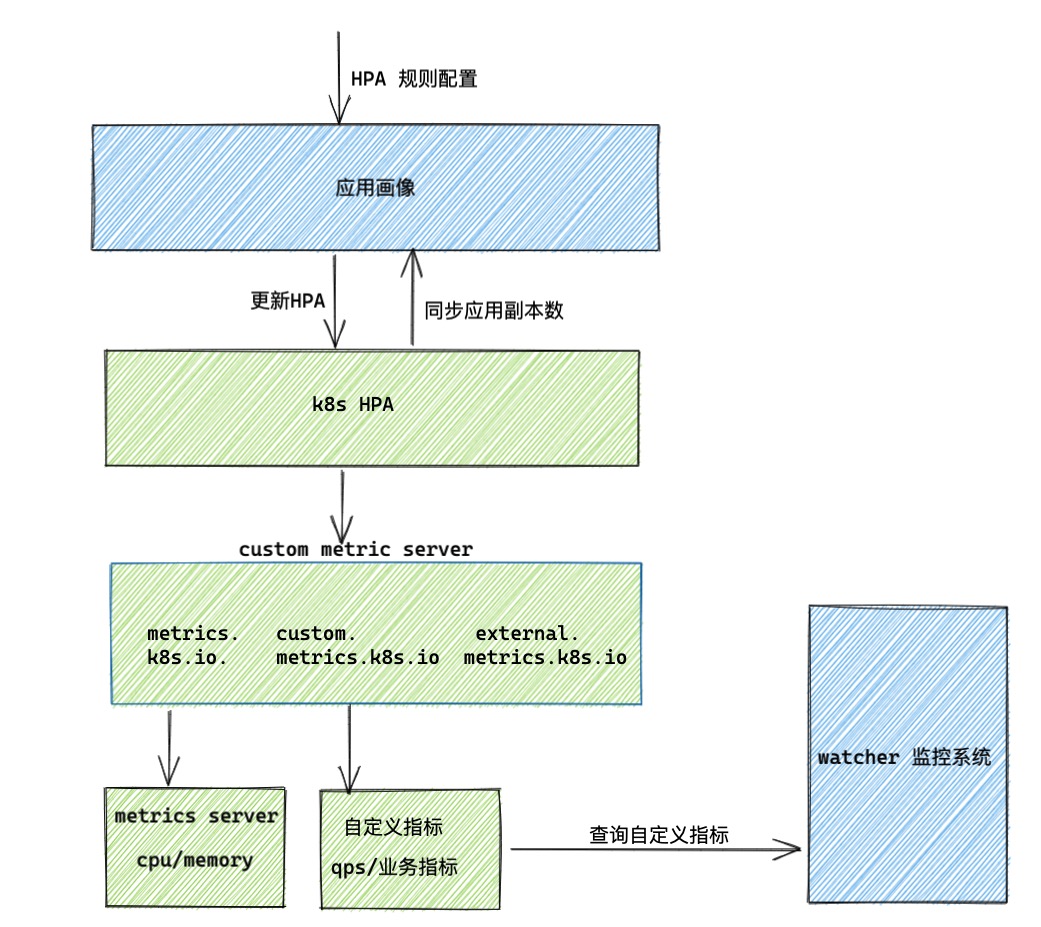 HPA 规则配置
应用画像
更新HPA
同步应用副本数
k8s HPA
custom metric server
metrics.
k8s.io.
custom.
metrics.k8s.io
external.
metrics.k8s.io
metrics server
cpu/memory
自定义指标
qps/业务指标
查询自定义指标
watcher 监控系统